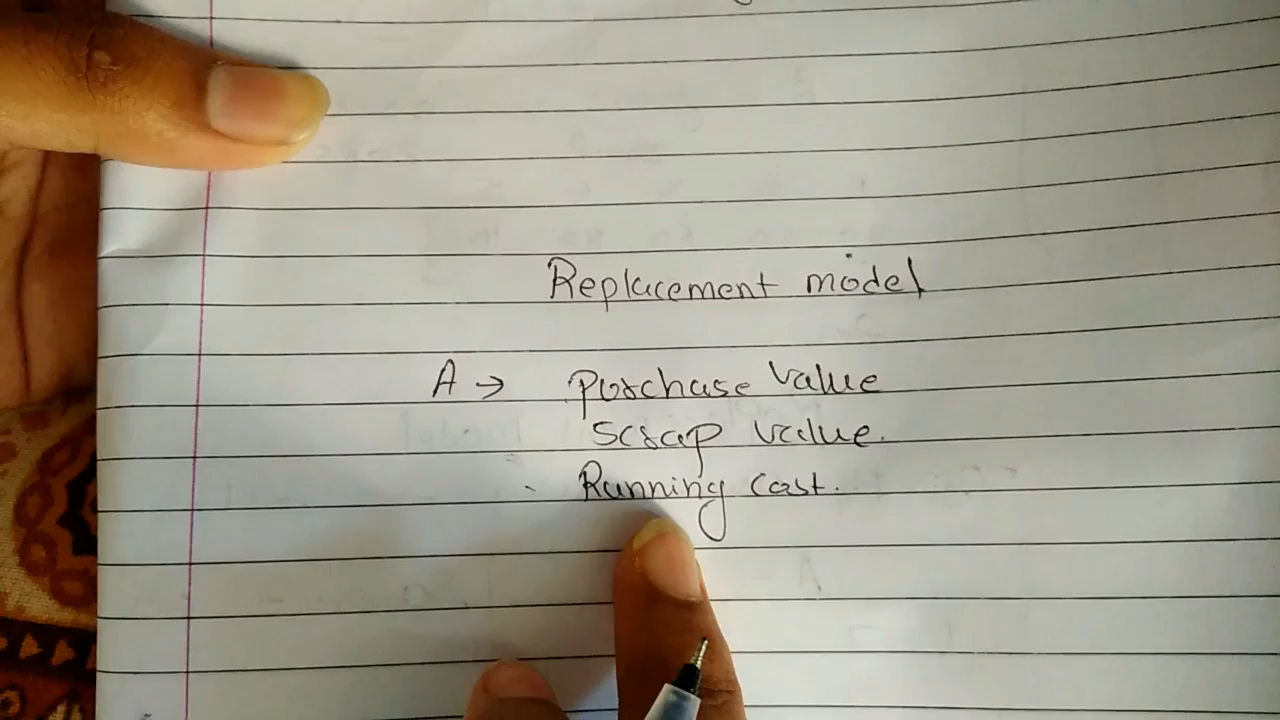 Replacement model
A → Purchase value
Scrap value.
Running Cost.